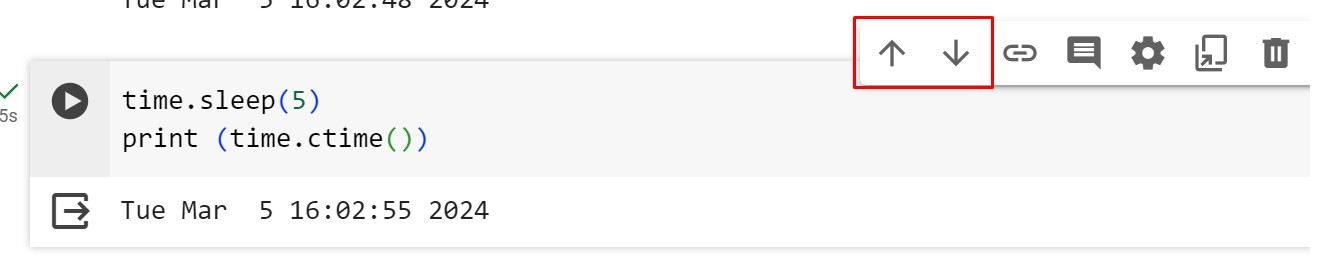 Tue Mar  5 16:02:48 2024
5s
time.sleep(5)
print (time.ctime())
Tue Mar  5 16:02:55 2024